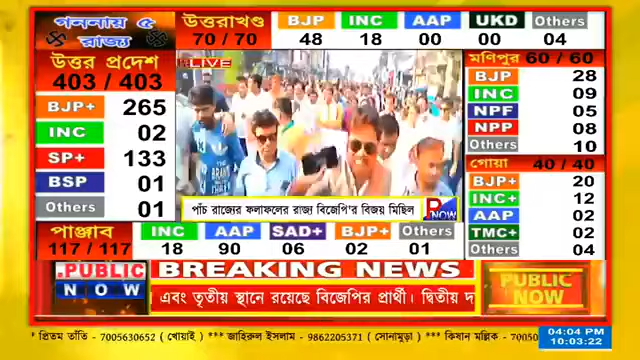 গননায় ৫
রাজ্য
উত্তরাখণ্ড
70 / 70
BJP INC AAP UKD Others
48 18 00 00 04
উত্তর প্রদেশ
403 / 403
BJP+ 265
INC 02
SP+ 133
BSP 01
Others 01
LIVE
মণিপুর 60 / 60
BJP 28
INC 09
NPF 05
NPP 08
Others 10
গোয়া 40 / 40
BJP+ 20
INC+ 12
AAP 02
TMC+ 02
Others 04
পাঁচ রাজ্যের ফলাফলের রাজ্য বিজেপি'র বিজয় মিছিল
NOW
পাঞ্জাব
117 / 117
INC AAP SAD+ BJP+ Others
18 90 06 02 01
.PUBLIC
NOW
BREAKING NEWS
এবং তৃতীয় স্থানে রয়েছে বিজেপির প্রার্থী। দ্বিতীয় দ
PUBLIC
NOW
* প্রিতম তাঁতি - 7005630652 ( খোয়াই ) *** জাহিরুল ইসলাম - 9862205371 ( সোনামুড়া ) *** কিষান মল্লিক - 70050
04:04 PM
10:03:22